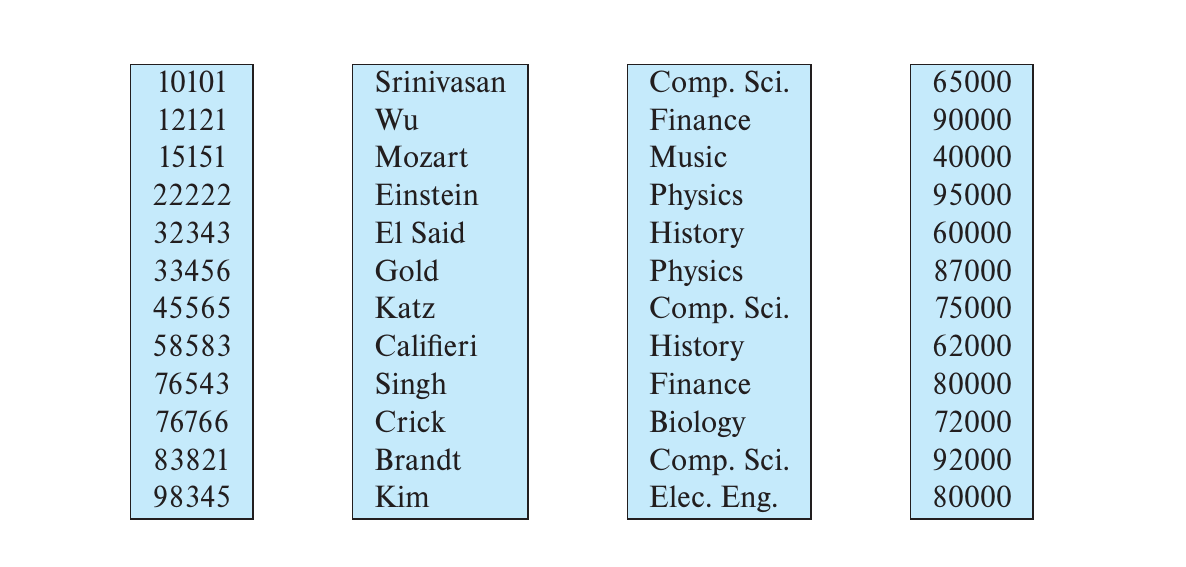 10101 Srinivasan Comp. Sci. 65000
12121 Wu Finance 90000
15151 Mozart Music 40000
22222 Einstein Physics 95000
32343 El Said History 60000
33456 Gold Physics 87000
45565 Katz Comp. Sci. 75000
58583 Califieri History 62000
76543 Singh Finance 80000
76766 Crick Biology 72000
83821 Brandt Comp. Sci. 92000
98345 Kim Elec. Eng. 80000